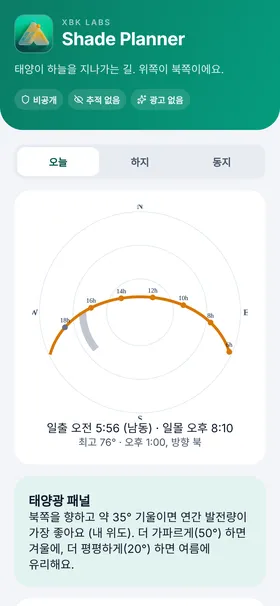 XBK LABS
Shade Planner
태양이 하늘을 지나가는 길. 위쪽이 북쪽이에요.
비공개
추적 없음
광고 없음
오늘
하지
동지
N
14h
12h
16h
10h
18h
8h
6h
E
S
일출 오전 5:56 (남동) · 일몰 오후 8:10
최고 76° · 오후 1:00, 방향 북
태양광 패널
북쪽을 향하고 약 35° 기울이면 연간 발전량이
가장 좋아요 (내 위도). 더 가파르게(50°) 하면
겨울에, 더 평평하게(20°) 하면 여름에
유리해요.